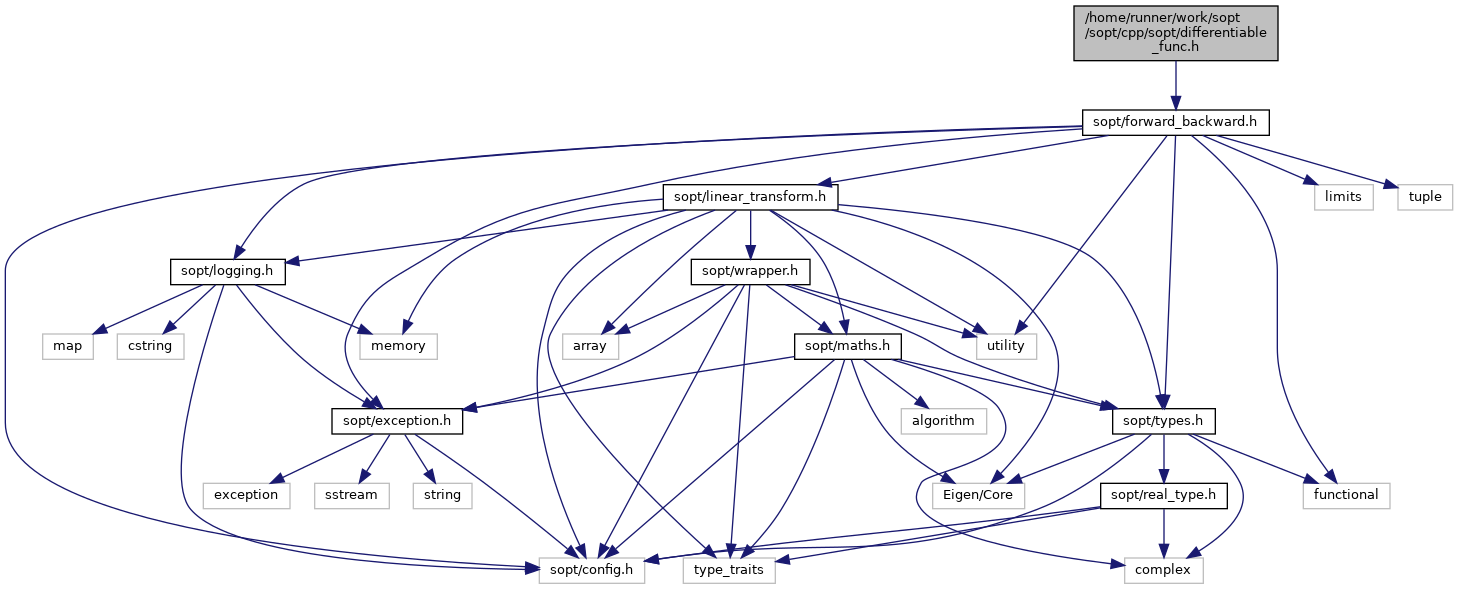 /home/runner/work/sopt
/sopt/cpp/sopt/differentiable
_func.h
sopt/forward_backward.h
sopt/linear_transform.h
limits
tuple
sopt/logging.h
sopt/wrapper.h
map
cstring
memory
array
sopt/maths.h
utility
sopt/exception.h
algorithm
sopt/types.h
exception
sstream
string
Eigen/Core
sopt/real_type.h
functional
sopt/config.h
type_traits
complex